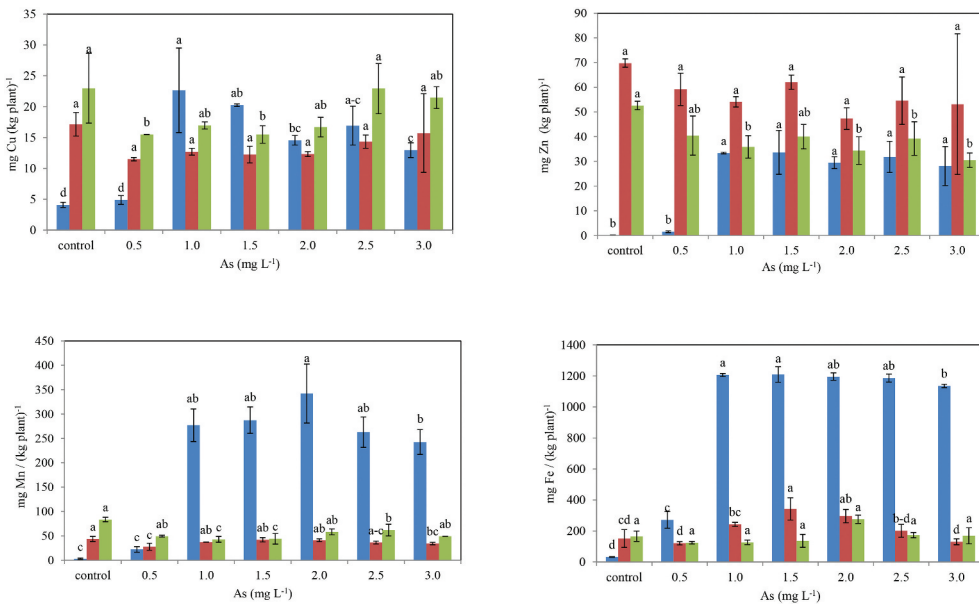 mg Cu (kg plant)⁻¹
35
30
25
20
15
10
5
0
d a a
d a b
a a ab
ab a b
bc a ab
a-c a a
c a ab
control 0.5 1.0 1.5 2.0 2.5 3.0
As (mg L⁻¹)
mg Zn (kg plant)⁻¹
90
80
70
60
50
40
30
20
10
0
b a a
b a ab
a b
a b
a b
a b
a b
control 0.5 1.0 1.5 2.0 2.5 3.0
As (mg L⁻¹)
mg Mn / (kg plant)⁻¹
450
400
350
300
250
200
150
100
50
0
c a a
c c ab
ab ab c
ab ab c
a ab ab
ab a-c b
b bc ab
control 0.5 1.0 1.5 2.0 2.5 3.0
As (mg L⁻¹)
mg Fe / (kg plant)⁻¹
1400
1200
1000
800
600
400
200
0
d cd a
c d a
a bc a
a a a
ab ab a
ab b-d a
b d a
control 0.5 1.0 1.5 2.0 2.5 3.0
As (mg L⁻¹)